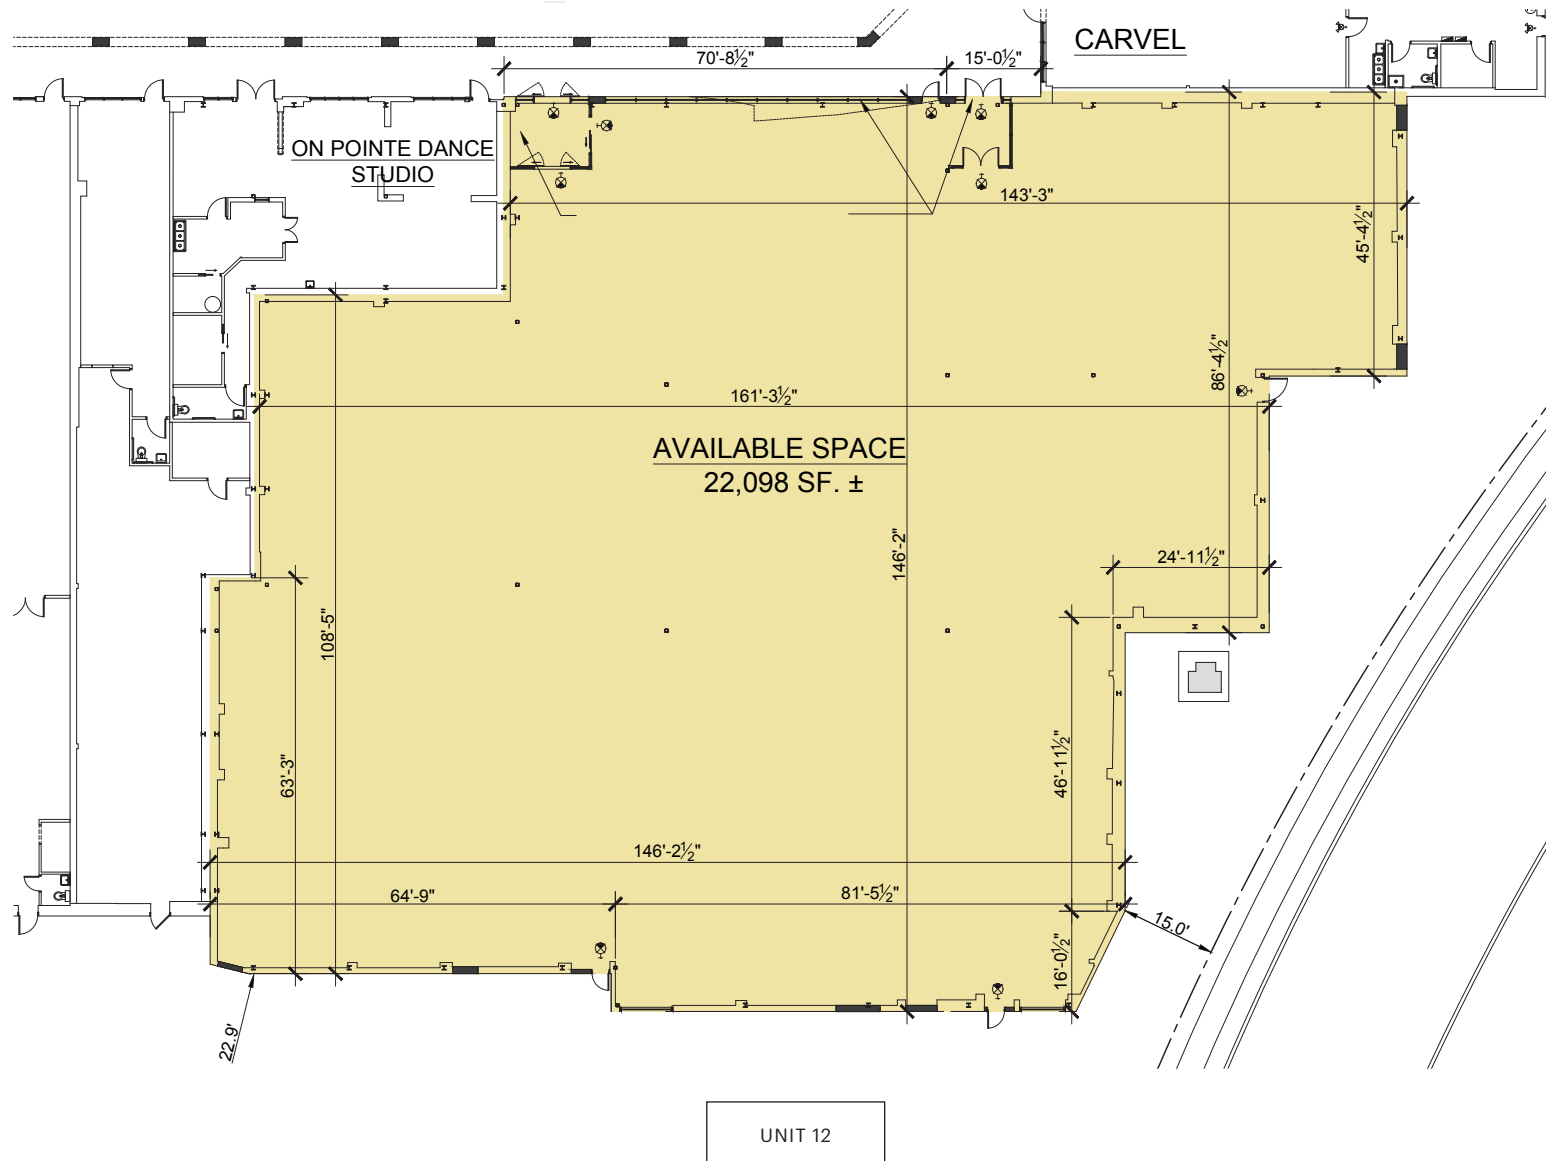 CARVEL
70'-8½"
15'-0½"
ON POINTE DANCE
STUDIO
143'-3"
45'-4½"
86'-4½"
161'-3½"
AVAILABLE SPACE
22,098 SF. ±
146'-2"
24'-11½"
108'-5"
63'-3"
46'-11½"
146'-2½"
64'-9"
81'-5½"
15.0'
16'-0½"
22.9'
UNIT 12